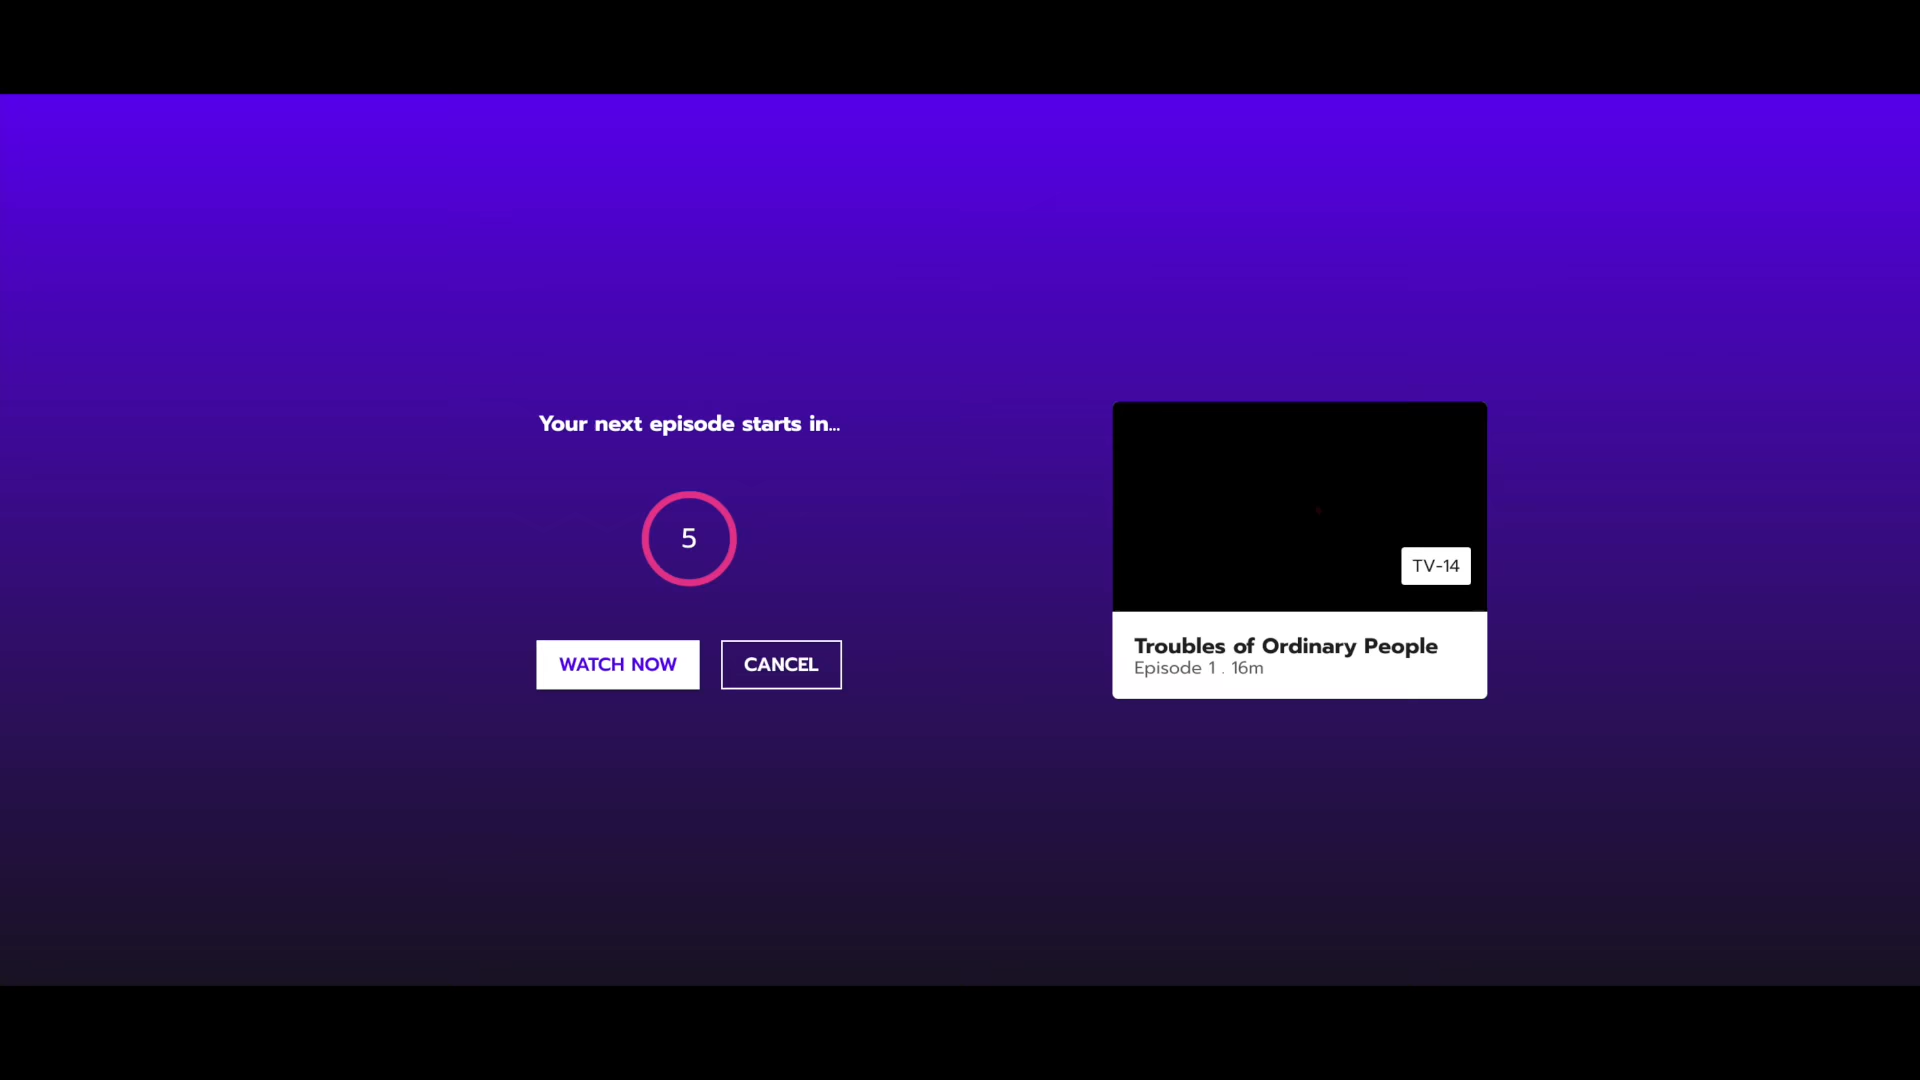 Your next episode starts in...
5
WATCH NOW
CANCEL
TV-14
Troubles of Ordinary People
Episode 1 . 16m